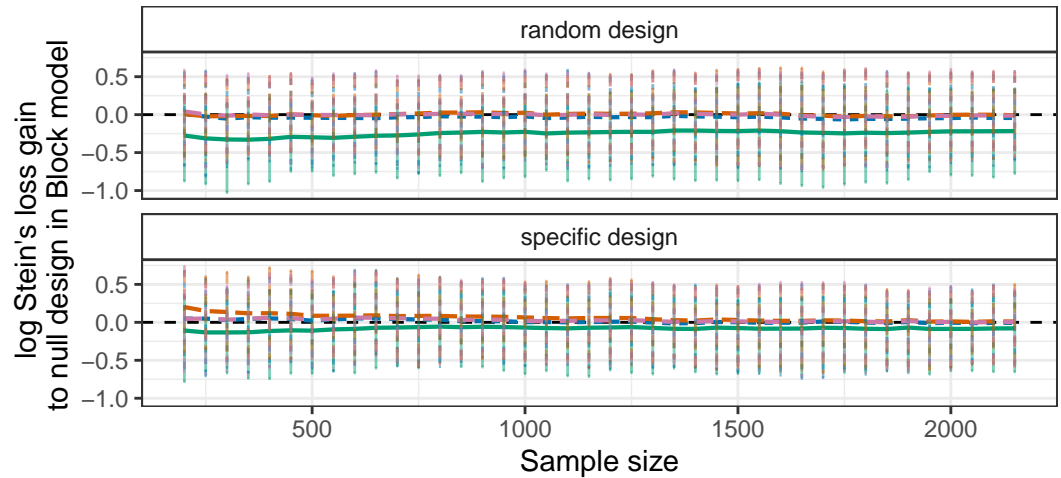 random design
0.5
0.0
−0.5
−1.0
specific design
0.5
0.0
−0.5
−1.0
500
1000
1500
2000
Sample size
log Stein's loss gain
to null design in Block model